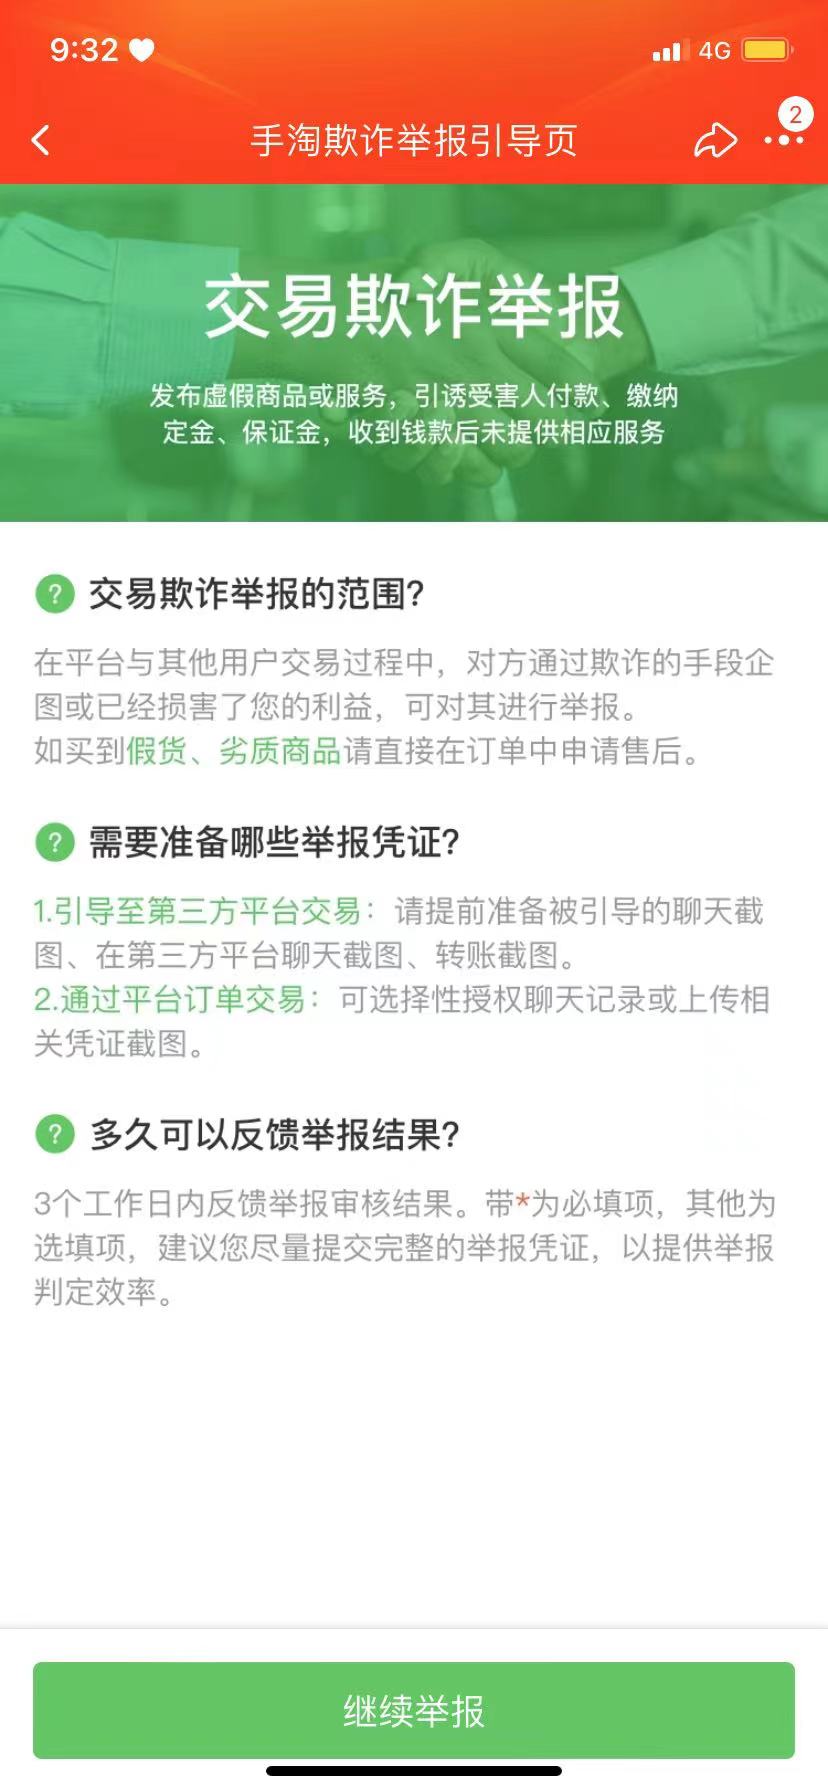 9:32
4G
2
手淘欺诈举报引导页
交易欺诈举报
发布虚假商品或服务，引诱受害人付款、缴纳
定金、保证金，收到钱款后未提供相应服务
? 交易欺诈举报的范围?
在平台与其他用户交易过程中，对方通过欺诈的手段企
图或已经损害了您的利益，可对其进行举报。
如买到假货、劣质商品请直接在订单中申请售后。
? 需要准备哪些举报凭证?
1.引导至第三方平台交易：请提前准备被引导的聊天截
图、在第三方平台聊天截图、转账截图。
2.通过平台订单交易：可选择性授权聊天记录或上传相
关凭证截图。
? 多久可以反馈举报结果?
3个工作日内反馈举报审核结果。带*为必填项，其他为
选填项，建议您尽量提交完整的举报凭证，以提供举报
判定效率。
继续举报